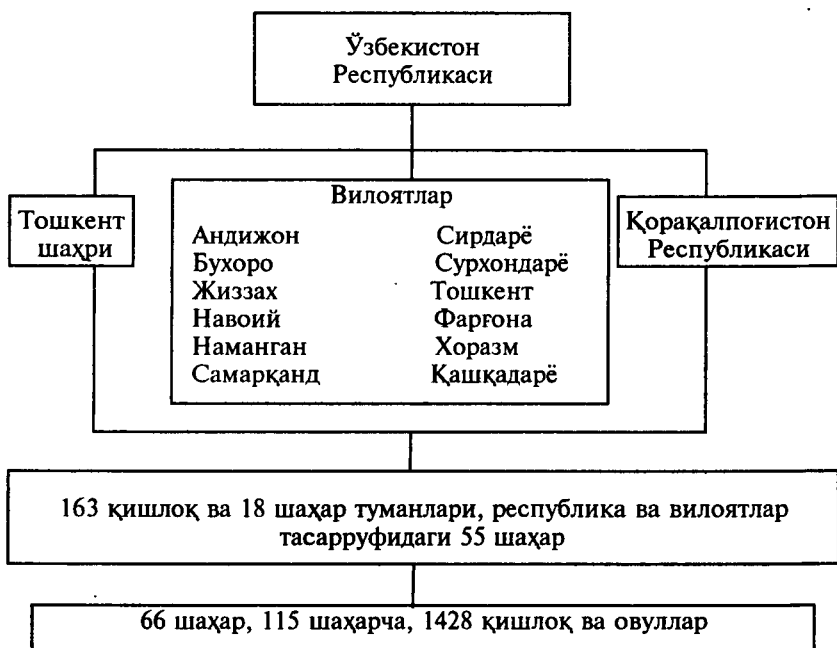 Ўзбекистон
Республикаси
Тошкент
шаҳри
Вилоятлар
Андижон
Бухоро
Жиззах
Навоий
Наманган
Самарқанд
Сирдарё
Сурхондарё
Тошкент
Фарғона
Хоразм
Қашқадарё
Қорақалпоғистон
Республикаси
163 қишлоқ ва 18 шаҳар туманлари, республика ва вилоятлар
тасарруфидаги 55 шаҳар
66 шаҳар, 115 шаҳарча, 1428 қишлоқ ва овуллар